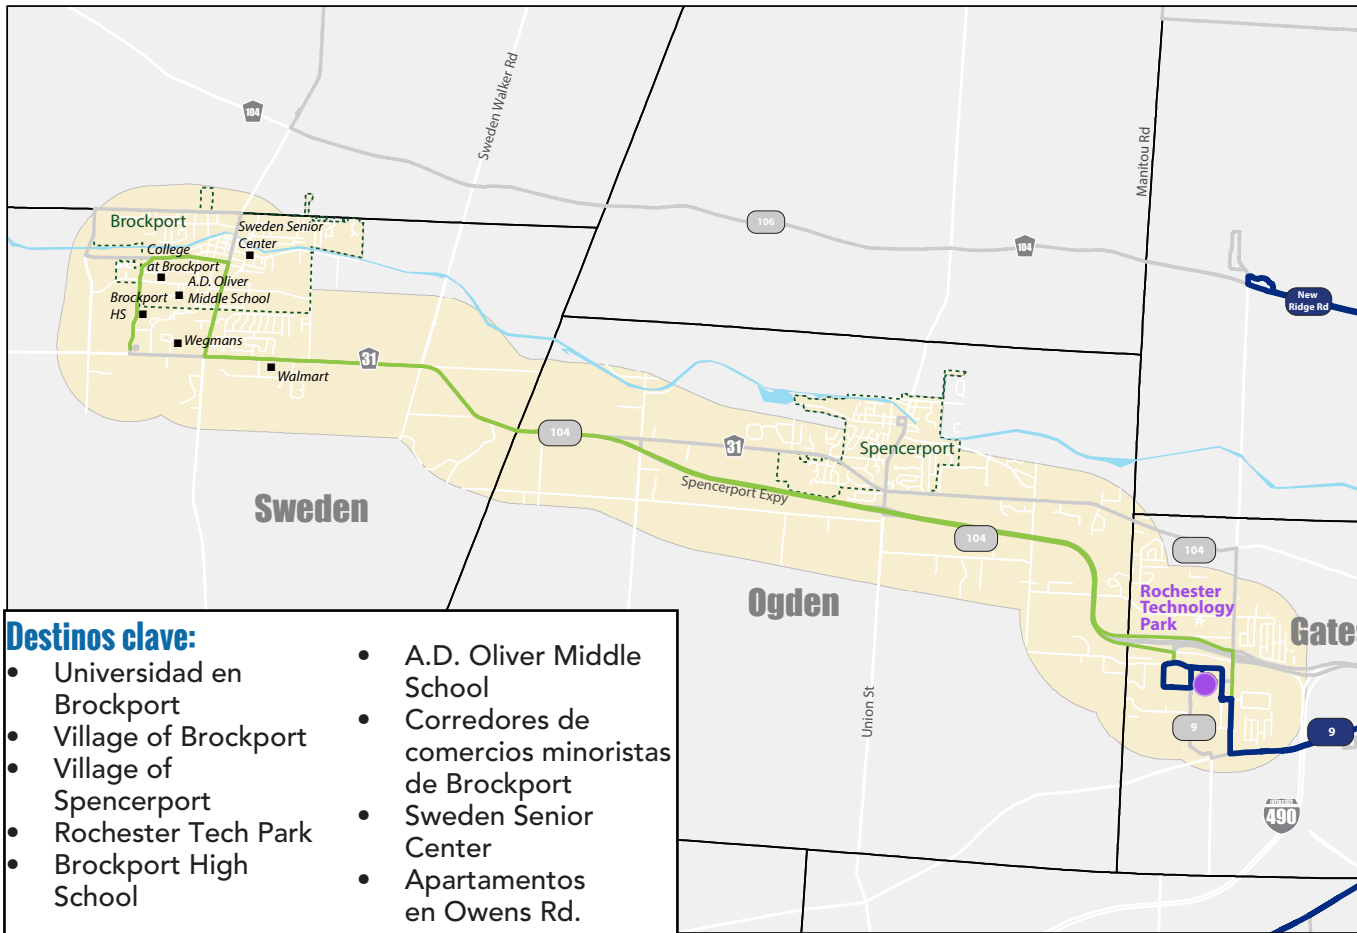 104
Sweden Walker Rd
Manitou Rd
Brockport
Sweden Senior
Center
106
104
College
at Brockport
A.D. Oliver
Middle School
Brockport
HS
New
Ridge Rd
Wegmans
31
Walmart
104
31
Spencerport
Spencerport Expy
Sweden
104
104
Ogden
Rochester
Technology
Park
Gates
Union St
9
9
INTERSTATE
490
Destinos clave:
• Universidad en
Brockport
• Village of Brockport
• Village of
Spencerport
• Rochester Tech Park
• Brockport High
School
• A.D. Oliver Middle
School
• Corredores de
comercios minoristas
de Brockport
• Sweden Senior
Center
• Apartamentos
en Owens Rd.